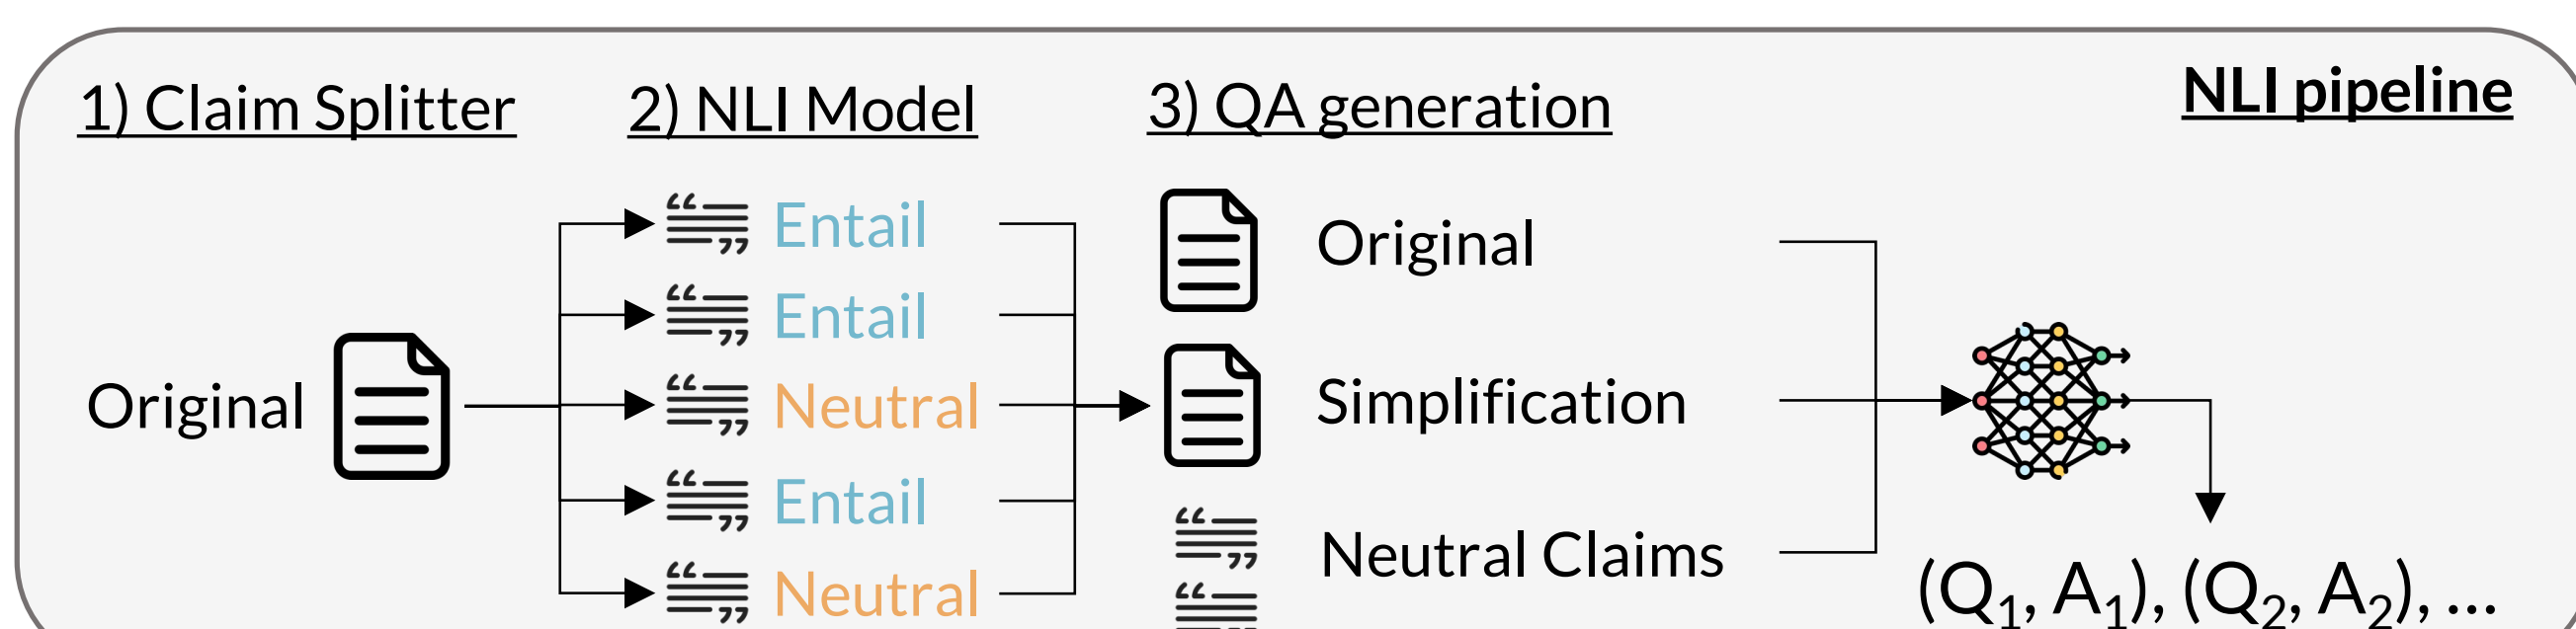 NLI pipeline
1) Claim Splitter
2) NLI Model
3) QA generation
Original
Entail
Entail
Neutral
Entail
Neutral
Original
Simplification
Neutral Claims
(Q₁, A₁), (Q₂, A₂), ...